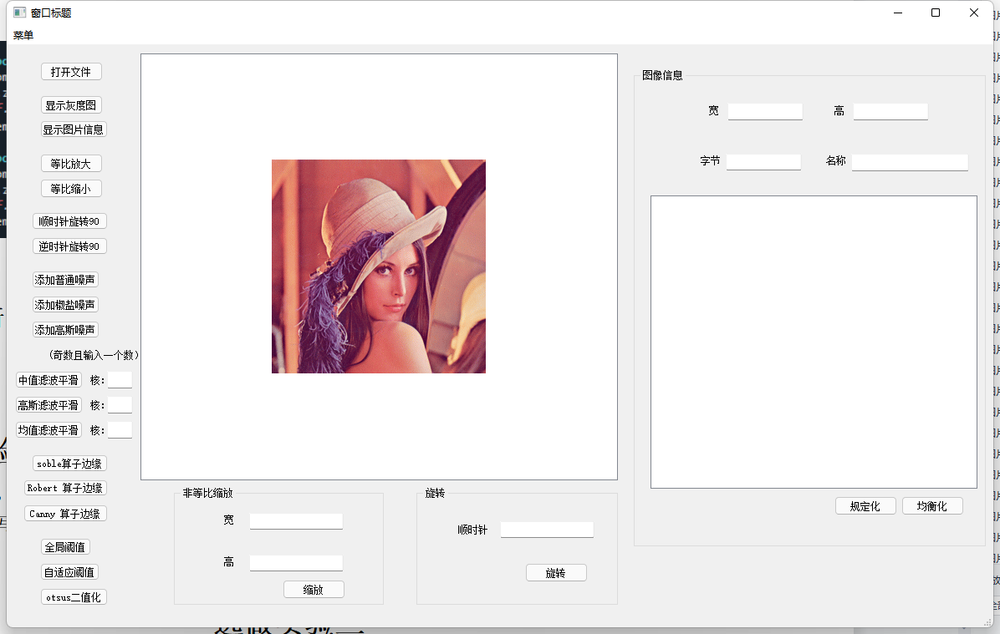 窗口标题
菜单
打开文件
显示灰度图
显示图片信息
等比放大
等比缩小
顺时针旋转90
逆时针旋转90
添加普通噪声
添加椒盐噪声
添加高斯噪声
(奇数且输入一个数)
中值滤波平滑 核:
高斯滤波平滑 核:
均值滤波平滑 核:
soble算子边缘
Robert 算子边缘
Canny 算子边缘
全局阈值
自适应阈值
otsus二值化
非等比缩放
宽
高
缩放
旋转
顺时针
旋转
图像信息
宽 高
字节 名称
规定化 均衡化